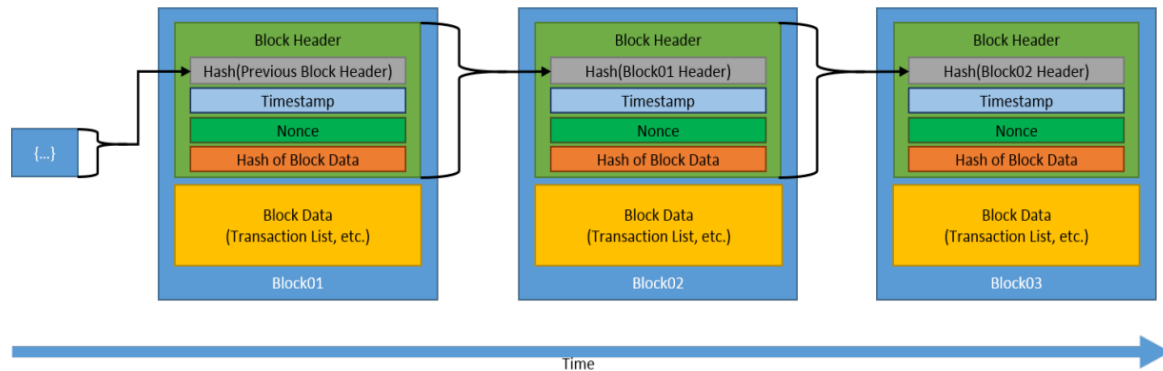 {...}
Block Header
Hash(Previous Block Header)
Timestamp
Nonce
Hash of Block Data
Block Data
(Transaction List, etc.)
Block01
Block Header
Hash(Block01 Header)
Timestamp
Nonce
Hash of Block Data
Block Data
(Transaction List, etc.)
Block02
Block Header
Hash(Block02 Header)
Timestamp
Nonce
Hash of Block Data
Block Data
(Transaction List, etc.)
Block03
Time